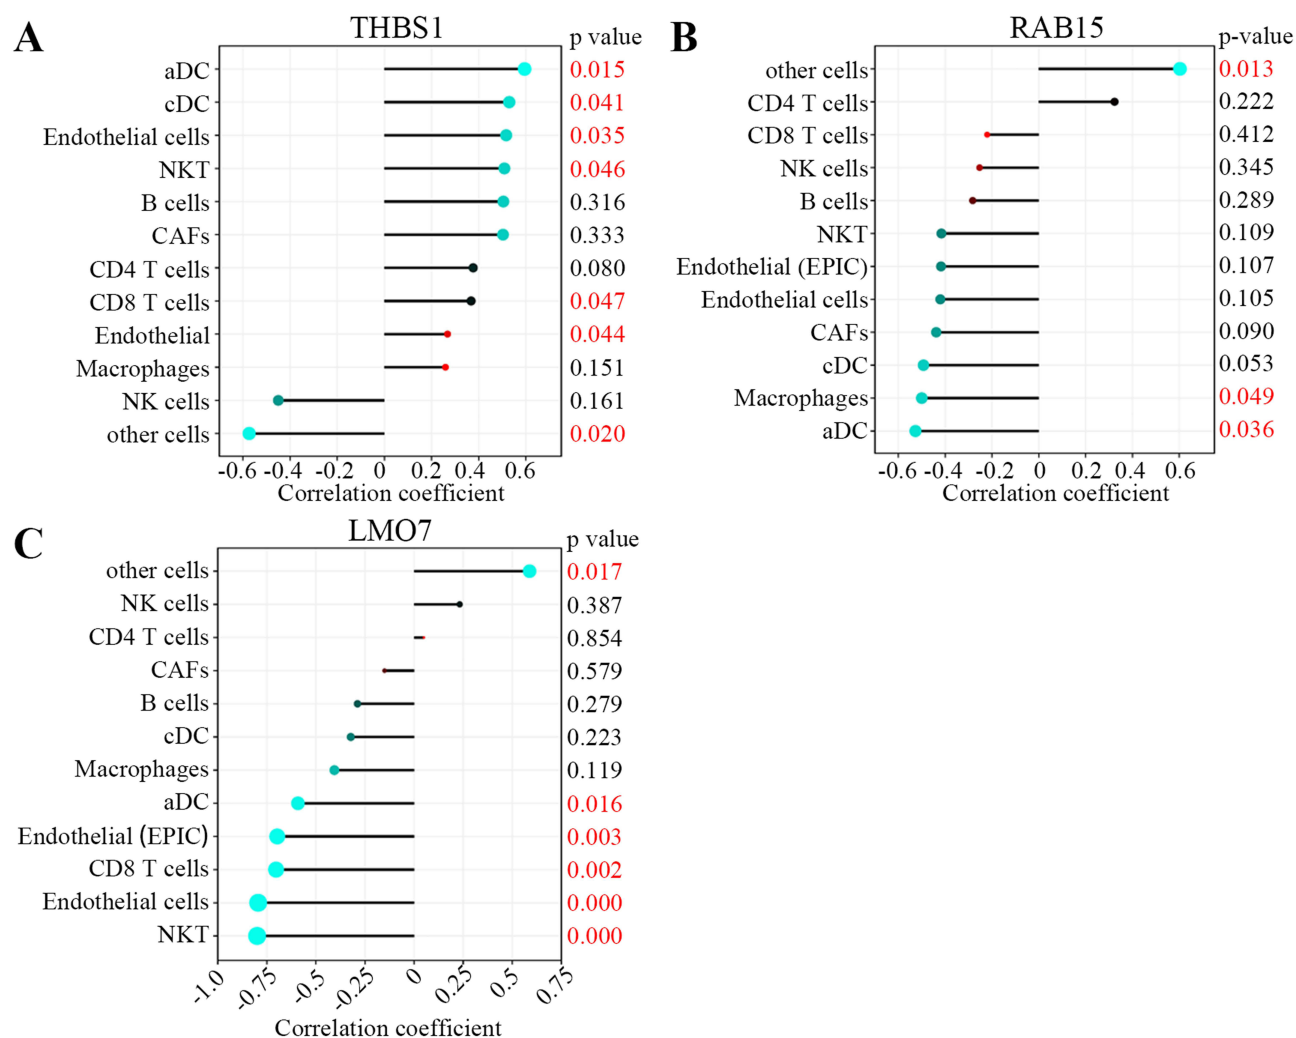 A
THBS1
p value
aDC 0.015
cDC 0.041
Endothelial cells 0.035
NKT 0.046
B cells 0.316
CAFs 0.333
CD4 T cells 0.080
CD8 T cells 0.047
Endothelial 0.044
Macrophages 0.151
NK cells 0.161
other cells 0.020
-0.6 -0.4 -0.2 0 0.2 0.4 0.6
Correlation coefficient
B
RAB15
p-value
other cells 0.013
CD4 T cells 0.222
CD8 T cells 0.412
NK cells 0.345
B cells 0.289
NKT 0.109
Endothelial (EPIC) 0.107
Endothelial cells 0.105
CAFs 0.090
cDC 0.053
Macrophages 0.049
aDC 0.036
-0.6 -0.4 -0.2 0 0.2 0.4 0.6
Correlation coefficient
C
LMO7
p value
other cells 0.017
NK cells 0.387
CD4 T cells 0.854
CAFs 0.579
B cells 0.279
cDC 0.223
Macrophages 0.119
aDC 0.016
Endothelial (EPIC) 0.003
CD8 T cells 0.002
Endothelial cells 0.000
NKT 0.000
-1.0 -0.75 -0.5 -0.25 0 0.25 0.5 0.75
Correlation coefficient